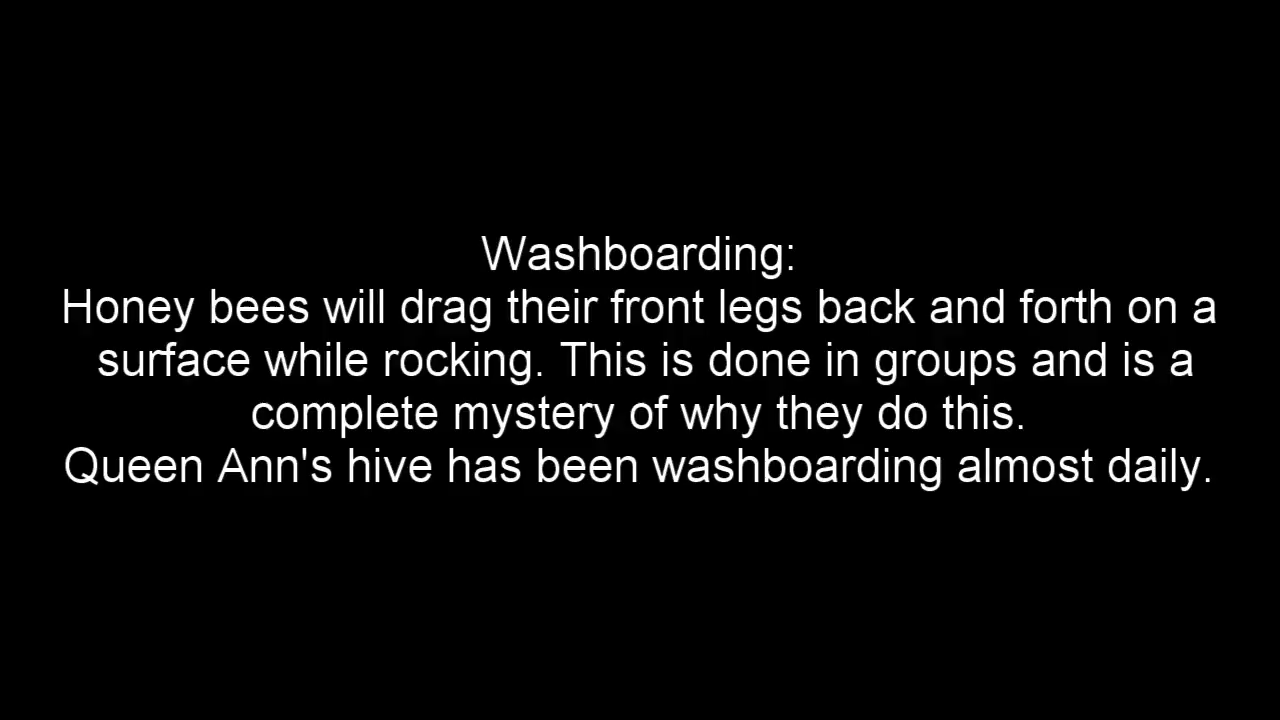 Washboarding:
Honey bees will drag their front legs back and forth on a
surface while rocking. This is done in groups and is a
complete mystery of why they do this.
Queen Ann's hive has been washboarding almost daily.